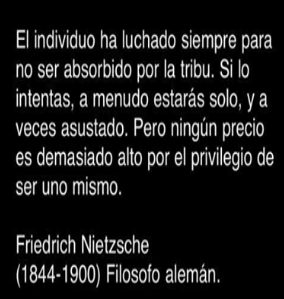 El individuo ha luchado siempre para
no ser absorbido por la tribu. Si lo
intentas, a menudo estarás solo, y a
veces asustado. Pero ningún precio
es demasiado alto por el privilegio de
ser uno mismo.
Friedrich Nietzsche
(1844-1900) Filosofo alemán.